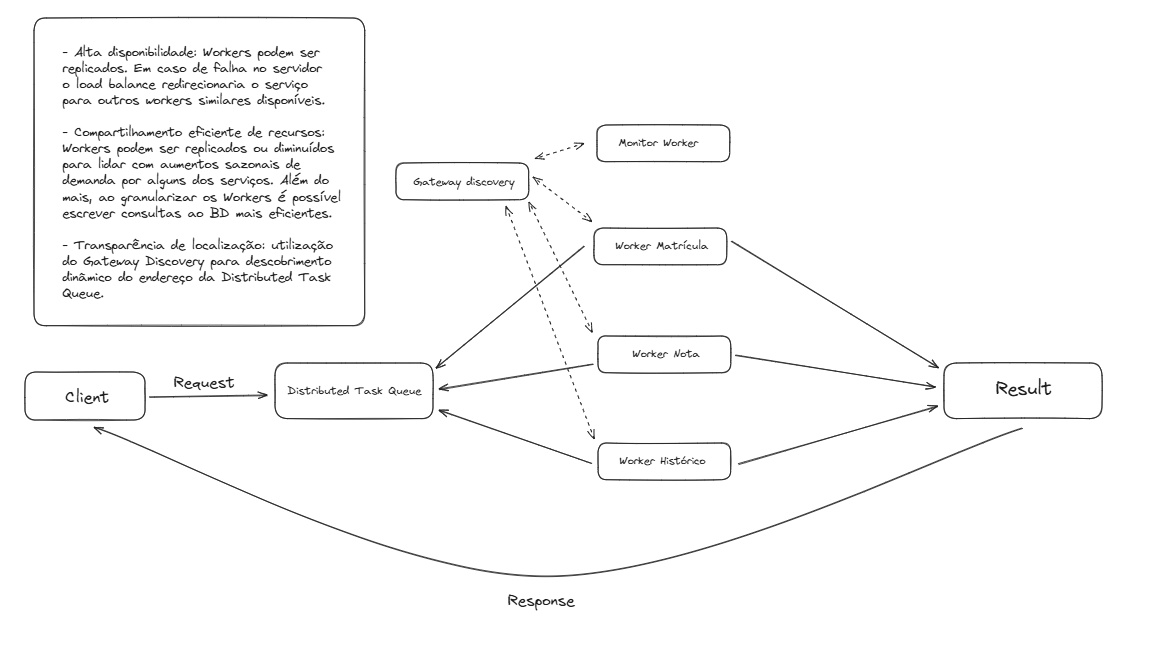 - Alta disponibilidade: Workers podem ser
replicados. Em caso de falha no servidor
o load balance redirecionaria o serviço
para outros workers similares disponíveis.
- Compartilhamento eficiente de recursos:
Workers podem ser replicados ou diminuídos
para lidar com aumentos sazonais de
demanda por alguns dos serviços. Além do
mais, ao granularizar os Workers é possível
escrever consultas ao BD mais eficientes.
- Transparência de localização: utilização
do Gateway Discovery para descobrimento
dinâmico do endereço da Distributed Task
Queue.
Monitor Worker
Gateway discovery
Worker Matrícula
Worker Nota
Client
Request
Distributed Task Queue
Result
Worker Histórico
Response